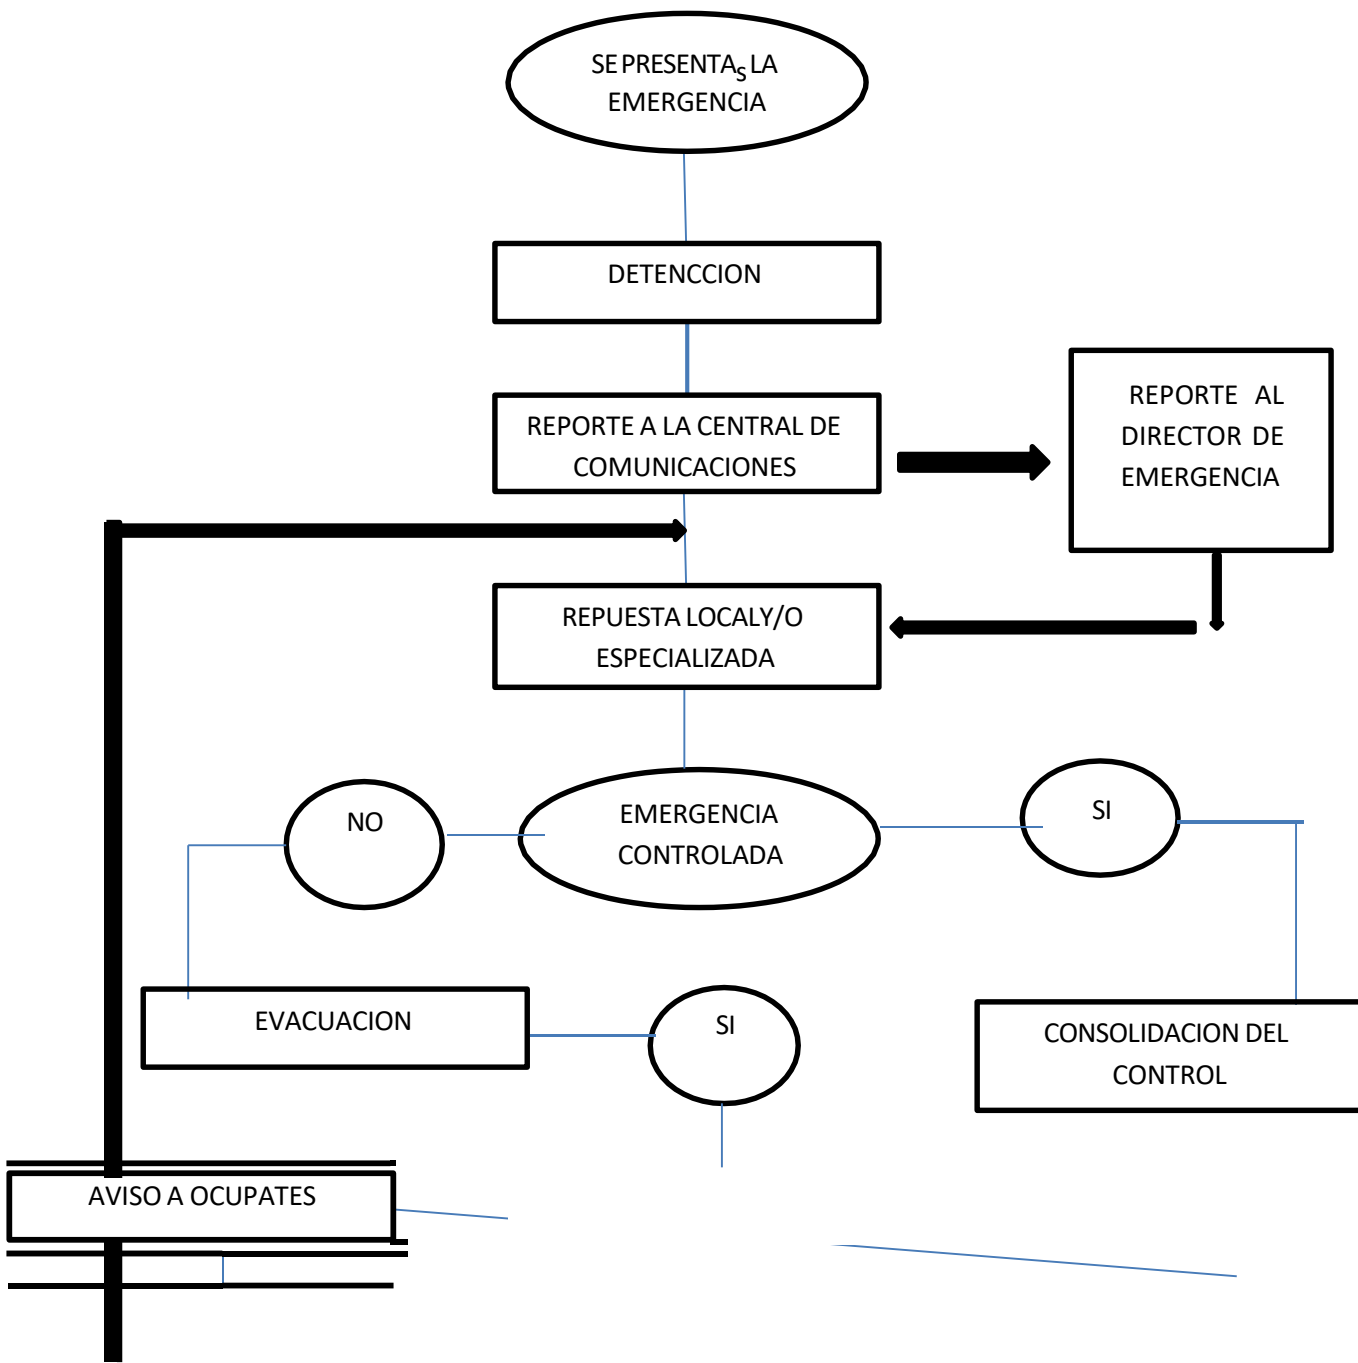 SE PRESENTAS LA
EMERGENCIA
DETENCCION
REPORTE A LA CENTRAL DE
COMUNICACIONES
REPORTE AL
DIRECTOR DE
EMERGENCIA
REPUESTA LOCALY/O
ESPECIALIZADA
NO
EMERGENCIA
CONTROLADA
SI
EVACUACION
SI
CONSOLIDACION DEL
CONTROL
AVISO A OCUPATES